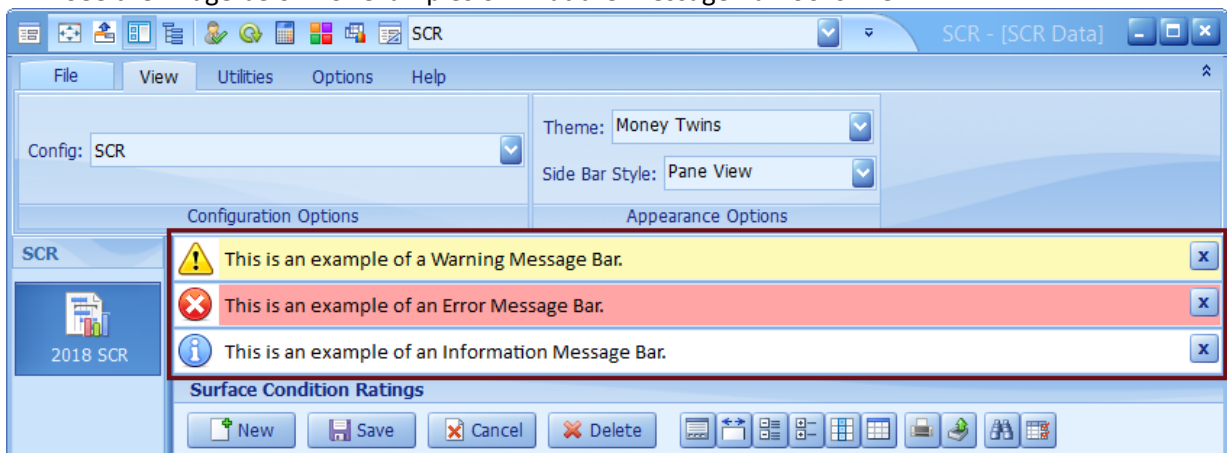 SCR
SCR - [SCR Data]
File View Utilities Options Help
Config: SCR
Theme: Money Twins
Side Bar Style: Pane View
Configuration Options
Appearance Options
SCR
2018 SCR
This is an example of a Warning Message Bar.
x
This is an example of an Error Message Bar.
x
This is an example of an Information Message Bar.
x
Surface Condition Ratings
New Save Cancel Delete